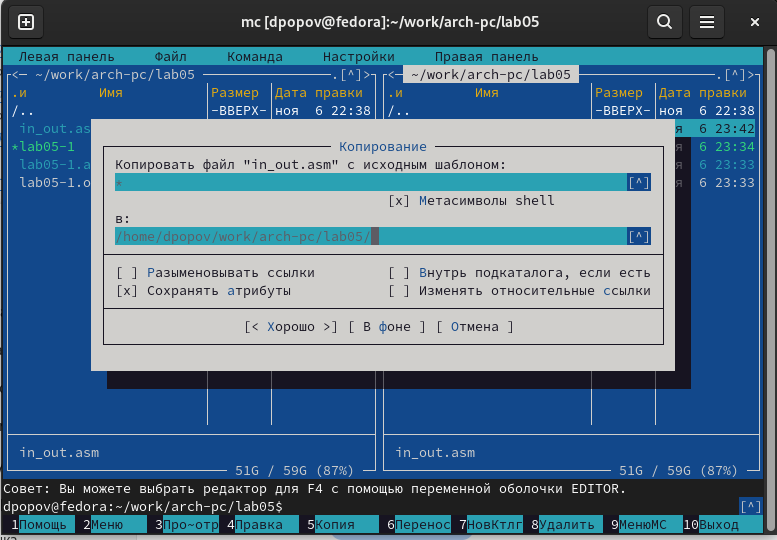 mc [dpopov@fedora]:~/work/arch-pc/lab05
Левая панель Файл Команда Настройки Правая панель
<─ ~/work/arch-pc/lab05 .[^]> <─ ~/work/arch-pc/lab05 .[^]>
.и Имя Размер Дата правки .и Имя Размер Дата правки
/.. -ВВЕРХ- ноя 6 22:38 /.. -ВВЕРХ- ноя 6 22:38
in_out.as я 6 23:42
*lab05-1 я 6 23:34
lab05-1.a я 6 23:33
lab05-1.o я 6 23:33
Копирование
Копировать файл "in_out.asm" с исходным шаблоном:
* [^]
[x] Метасимволы shell
в:
/home/dpopov/work/arch-pc/lab05/ [^]
[ ] Разыменовывать ссылки [ ] Внутрь подкаталога, если есть
[x] Сохранять атрибуты [ ] Изменять относительные ссылки
[< Хорошо >] [ В фоне ] [ Отмена ]
in_out.asm in_out.asm
51G / 59G (87%) 51G / 59G (87%)
Совет: Вы можете выбрать редактор для F4 с помощью переменной оболочки EDITOR.
dpopov@fedora:~/work/arch-pc/lab05$ [^]
1Помощь 2Меню 3Про~отр 4Правка 5Копия 6Перенос 7НовКтлг 8Удалить 9МенюMC 10Выход